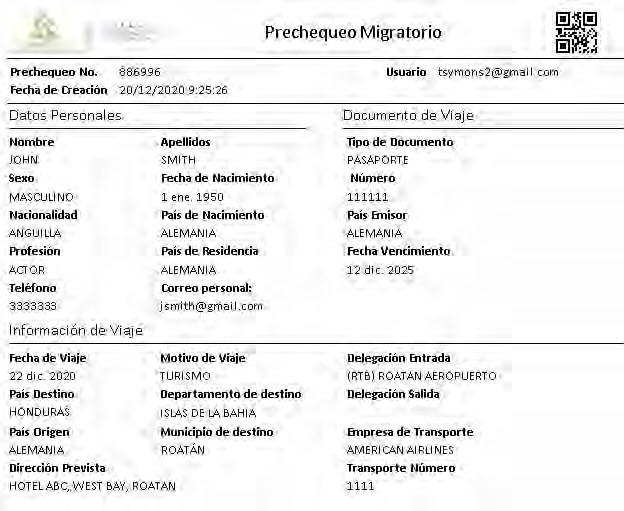 Prechequeo Migratorio
Prechequeo No. 886996 Usuario tsymons2@gmail.com
Fecha de Creación 20/12/2020 9:25:26
Datos Personales Documento de Viaje
Nombre Apellidos Tipo de Documento
JOHN SMITH PASAPORTE
Sexo Fecha de Nacimiento Número
MASCULINO 1 ene. 1950 111111
Nacionalidad País de Nacimiento País Emisor
ANGUILLA ALEMANIA ALEMANIA
Profesión País de Residencia Fecha Vencimiento
ACTOR ALEMANIA 12 dic. 2025
Teléfono Correo personal:
3333333 jsmith@gmail.com
Información de Viaje
Fecha de Viaje Motivo de Viaje Delegación Entrada
22 dic. 2020 TURISMO (RTB) ROATAN AEROPUERTO
País Destino Departamento de destino Delegación Salida
HONDURAS ISLAS DE LA BAHIA
País Origen Municipio de destino Empresa de Transporte
ALEMANIA ROATÁN AMERICAN AIRLINES
Dirección Prevista Transporte Número
HOTEL ABC, WEST BAY, ROATAN 1111